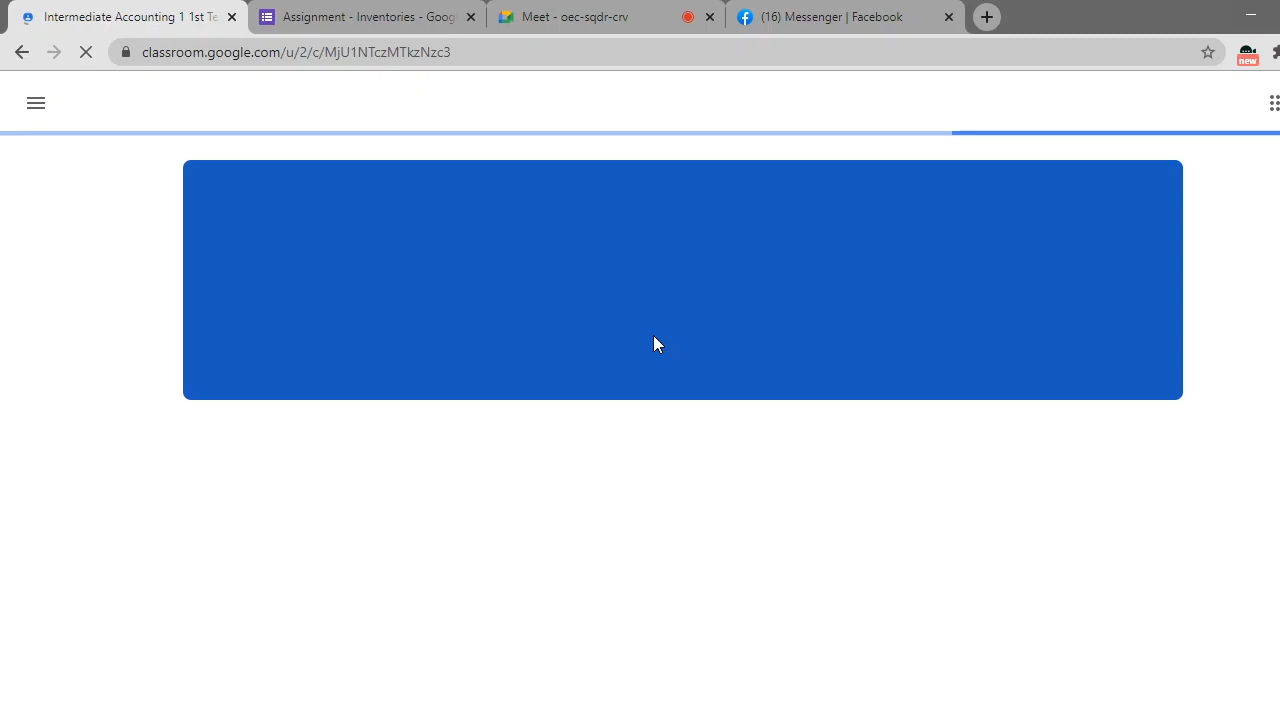 Intermediate Accounting 1 1st Te
Assignment - Inventories - Goog
Meet - oec-sqdr-crv
(16) Messenger | Facebook
classroom.google.com/u/2/c/MjU1NTczMTkzNzc3
new